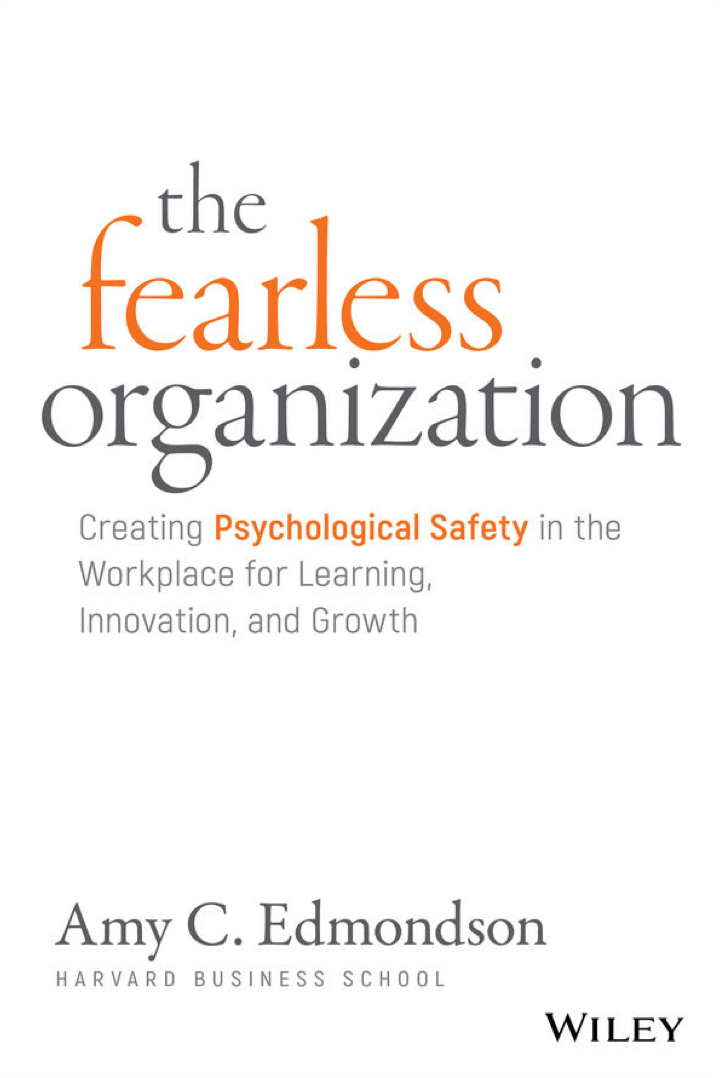 the
fearless
organization
Creating Psychological Safety in the
Workplace for Learning,
Innovation, and Growth
Amy C. Edmondson
HARVARD BUSINESS SCHOOL
WILEY